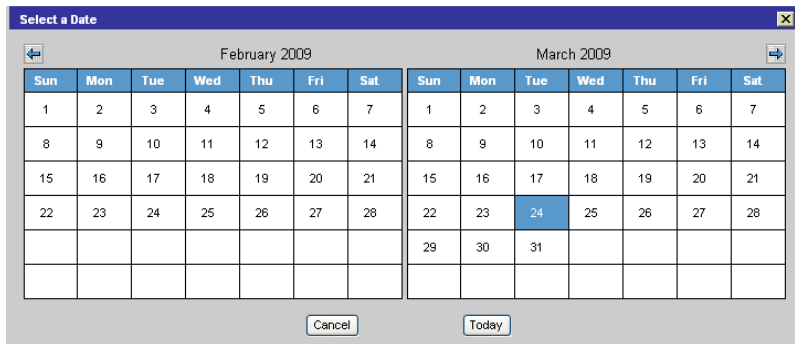 Select a Date
February 2009 March 2009
Sun Mon Tue Wed Thu Fri Sat Sun Mon Tue Wed Thu Fri Sat
1 2 3 4 5 6 7 1 2 3 4 5 6 7
8 9 10 11 12 13 14 8 9 10 11 12 13 14
15 16 17 18 19 20 21 15 16 17 18 19 20 21
22 23 24 25 26 27 28 22 23 24 25 26 27 28
29 30 31
Cancel Today